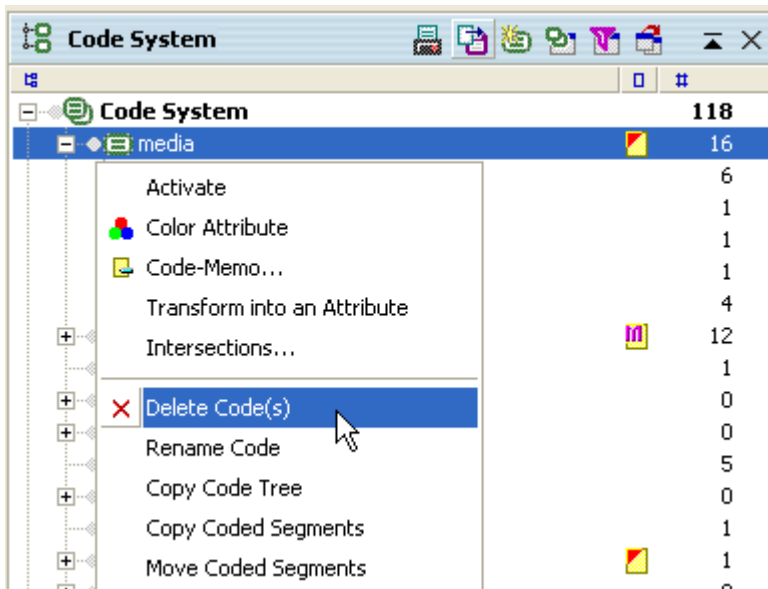 Code System
#
Code System 118
media 16
Activate 6
1
Color Attribute
1
Code-Memo... 1
Transform into an Attribute 4
Intersections... 12
1
Delete Code(s) 0
0
Rename Code
5
Copy Code Tree 0
Copy Coded Segments 1
Move Coded Segments 1